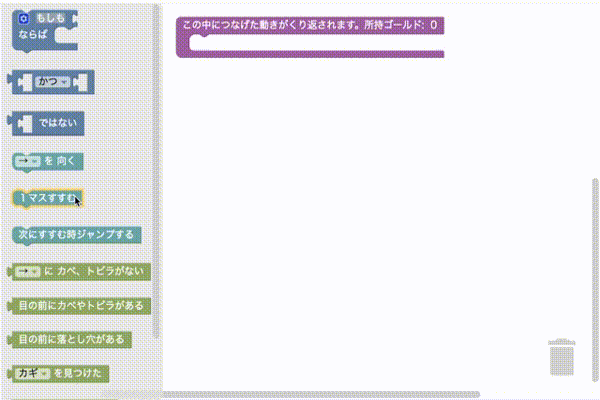 もしも
ならば
かつ
ではない
→ を 向く
1 マスすすむ
次にすすむ時ジャンプする
→ に カベ、トビラがない
目の前にカベやトビラがある
目の前に落とし穴がある
カギ を見つけた
この中につなげた動きがくり返されます。所持ゴールド: 0